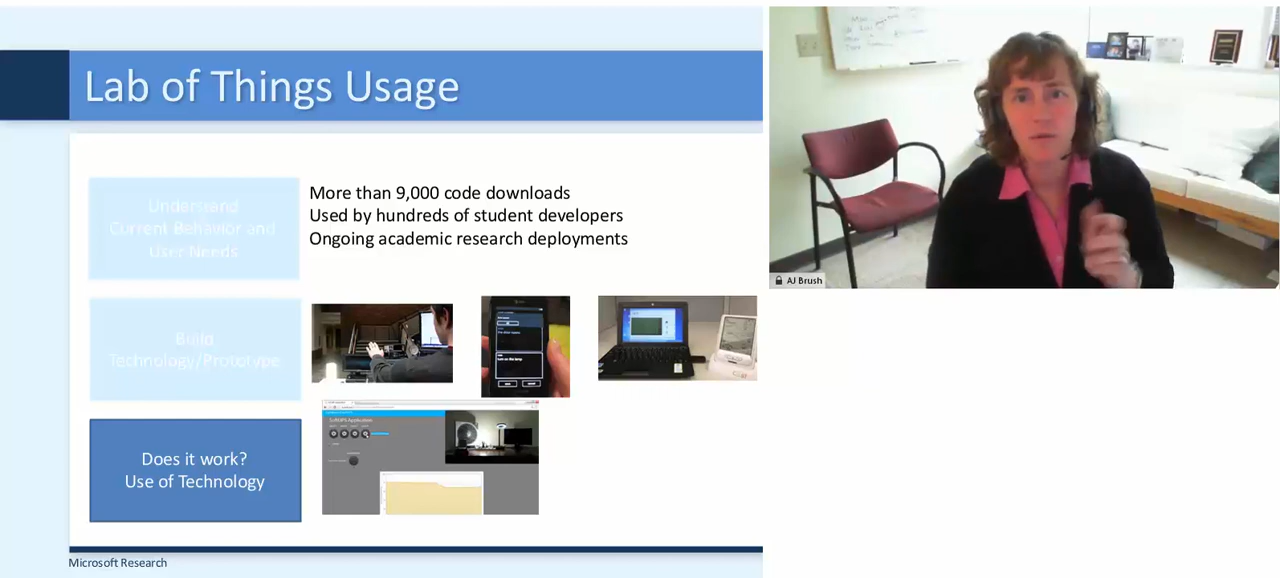 Lab of Things Usage
Understand
Current Behavior and
User Needs
More than 9,000 code downloads
Used by hundreds of student developers
Ongoing academic research deployments
Build
Technology/Prototype
Does it work?
Use of Technology
Microsoft Research
AJ Brush